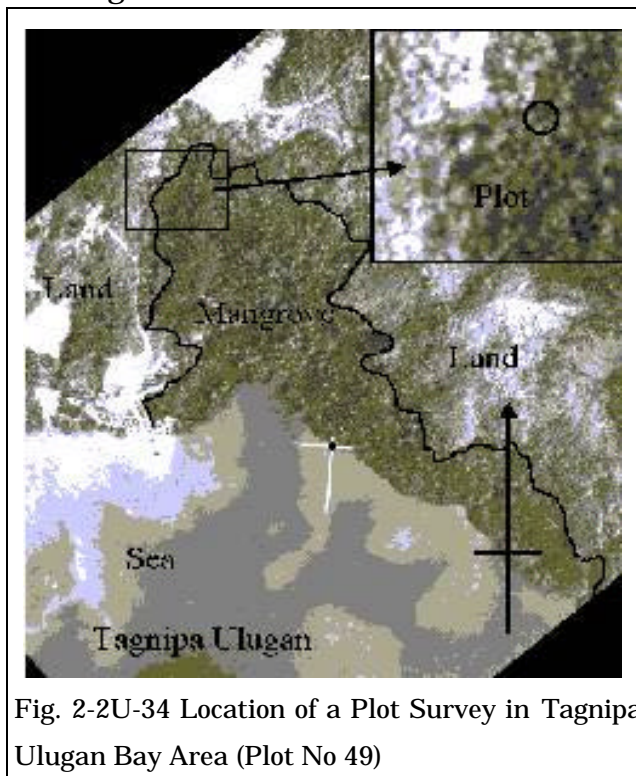 Plot
Land
Mangrove
Land
Sea
Tagnipa Ulugan
Fig. 2-2U-34 Location of a Plot Survey in Tagnipa
Ulugan Bay Area (Plot No 49)